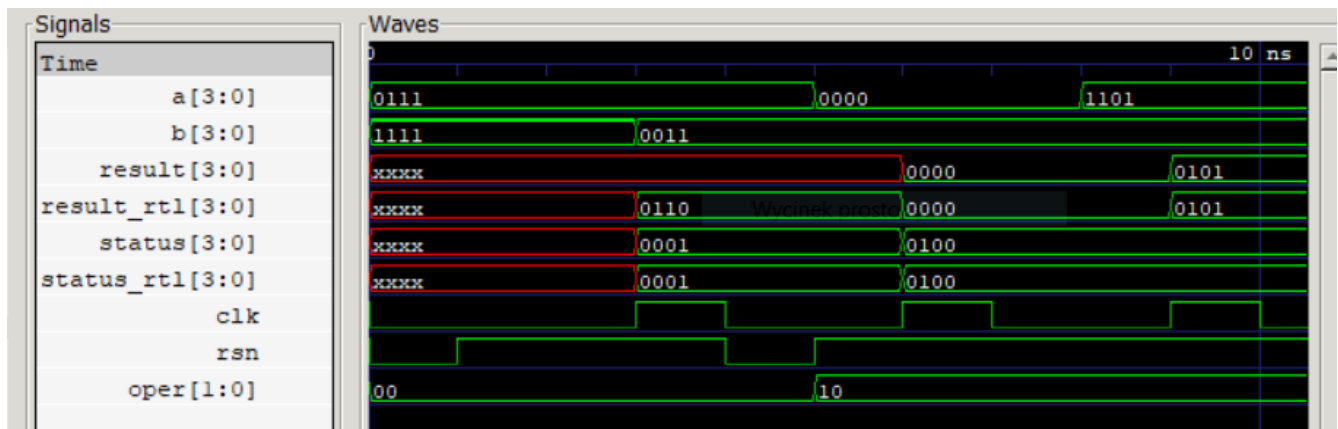 Signals Waves
Time 0 10 ns
a[3:0] 0111 0000 1101
b[3:0] 1111 0011
result[3:0] xxxx 0000 0101
result_rtl[3:0] xxxx 0110 Wycinek prosto 0000 0101
status[3:0] xxxx 0001 0100
status_rtl[3:0] xxxx 0001 0100
clk
rsn
oper[1:0] 00 10